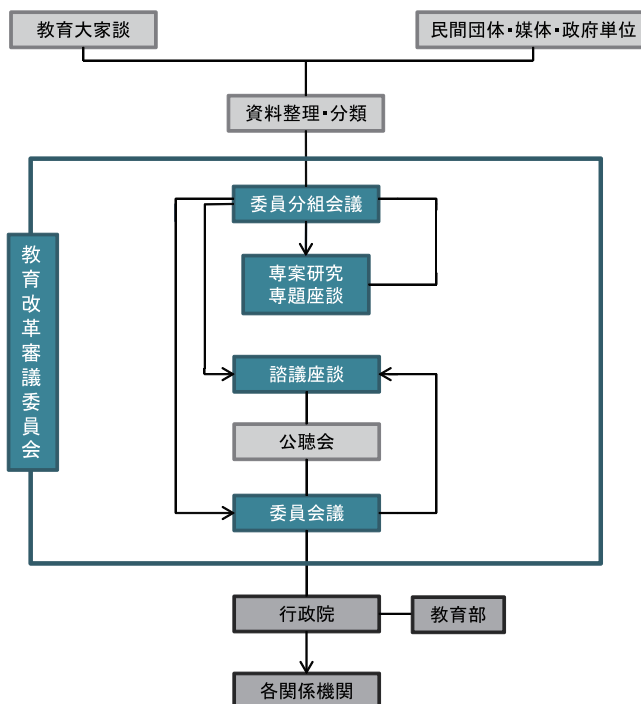 教育大家談
民間団体・媒体・政府単位
資料整理・分類
教育改革審議委員会
委員分組会議
専案研究
専題座談
諮議座談
公聴会
委員会議
行政院
教育部
各関係機関